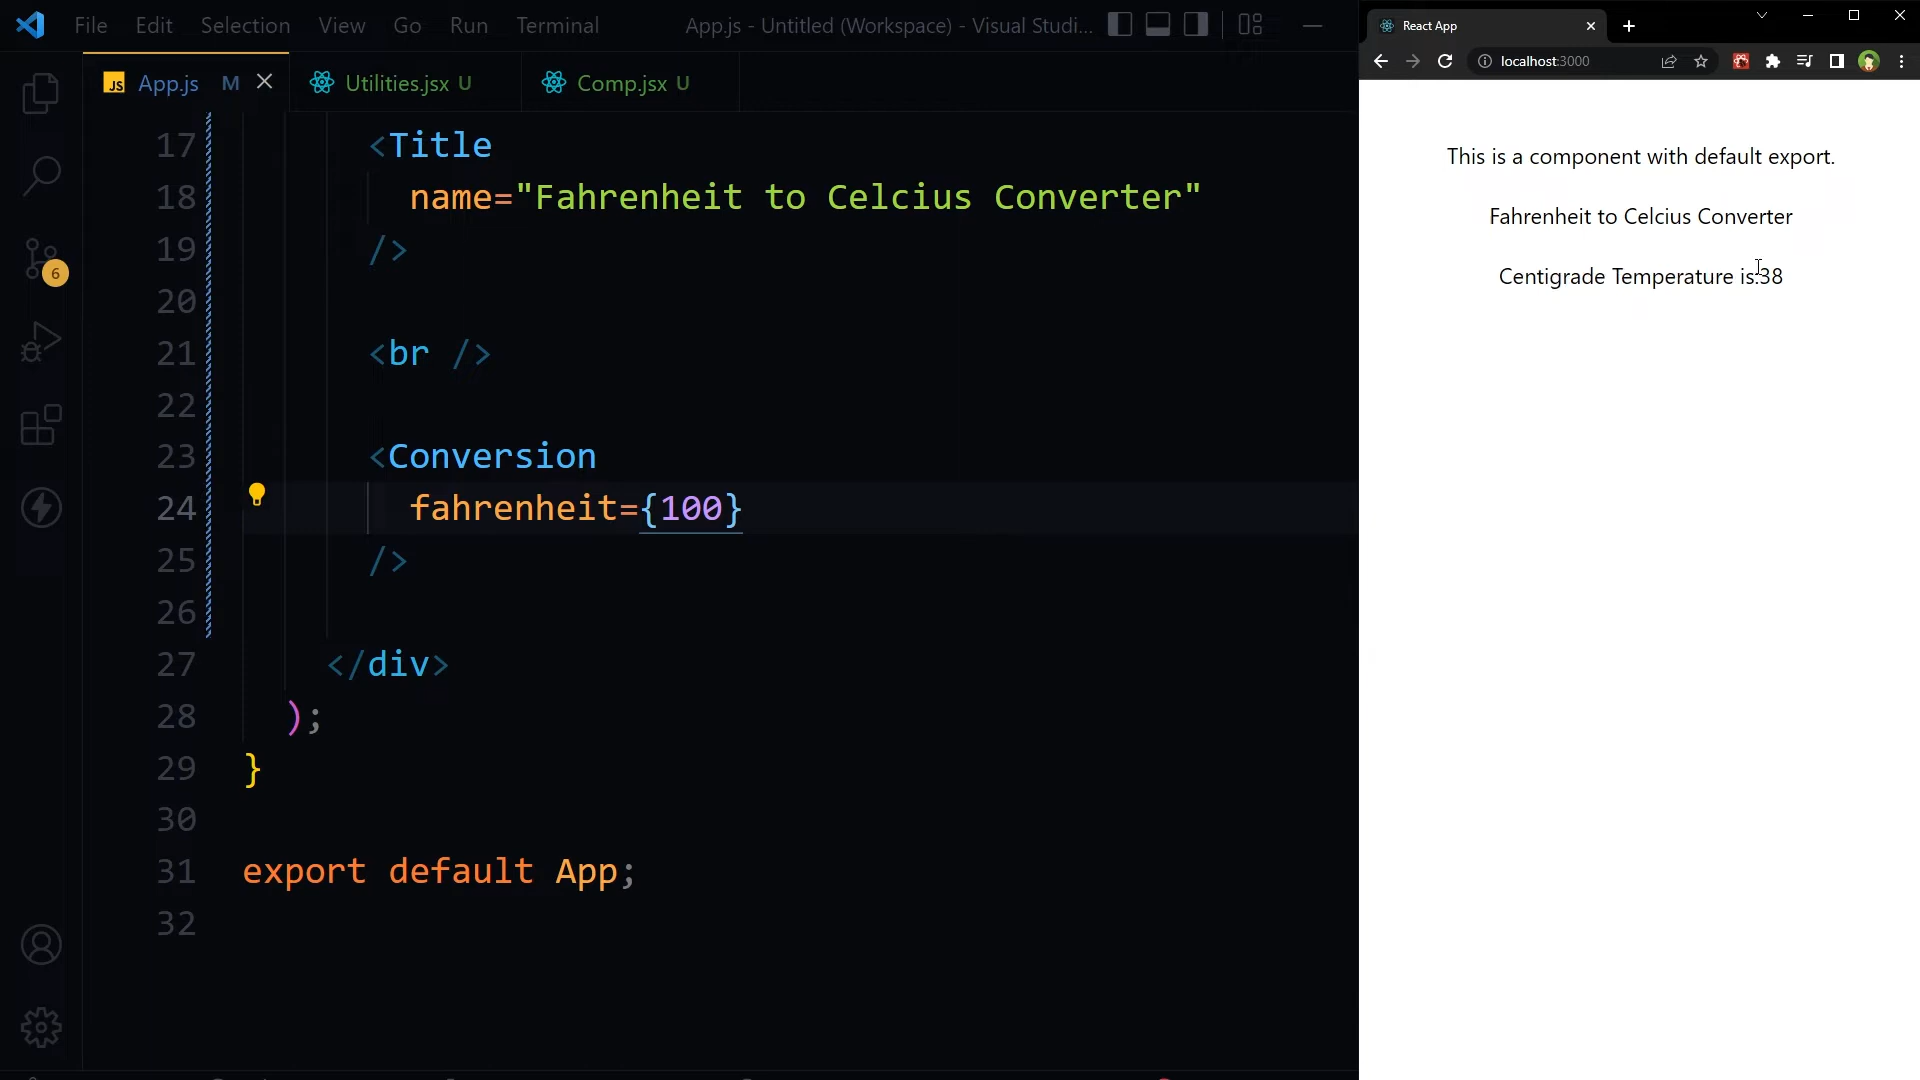 File Edit Selection View Go Run Terminal App.js - Untitled (Workspace) - Visual Studi...
JS App.js M Utilities.jsx U Comp.jsx U
17 <Title
18 name="Fahrenheit to Celcius Converter"
19 />
20
21 <br />
22
23 <Conversion
24 fahrenheit={100}
25 />
26
27 </div>
28 );
29 }
30
31 export default App;
32
6
React App
localhost:3000
This is a component with default export.
Fahrenheit to Celcius Converter
Centigrade Temperature is:38